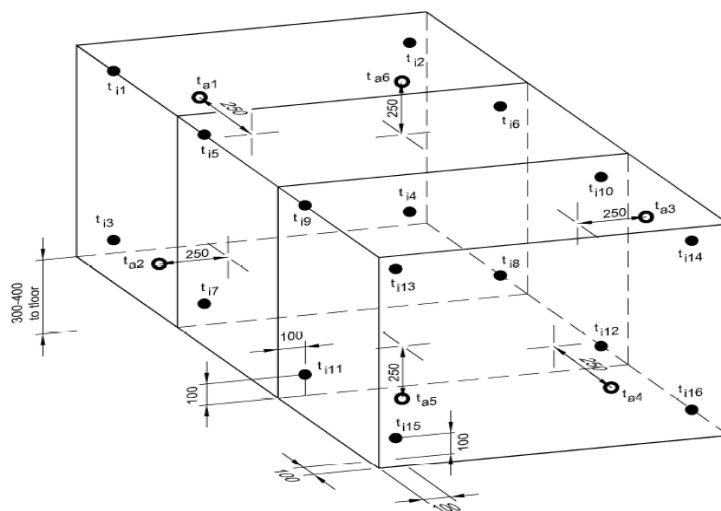 t i2
t i1
t a1
t a6
250
250
t i6
t i5
t i10
t i4
t i9
250
t a3
t i3
t i14
t a2
250
t i8
t i13
300-400
to floor
t i7
100
t i12
t i11
250
250
100
t a5
t a4
t i16
t i15
100
100
100